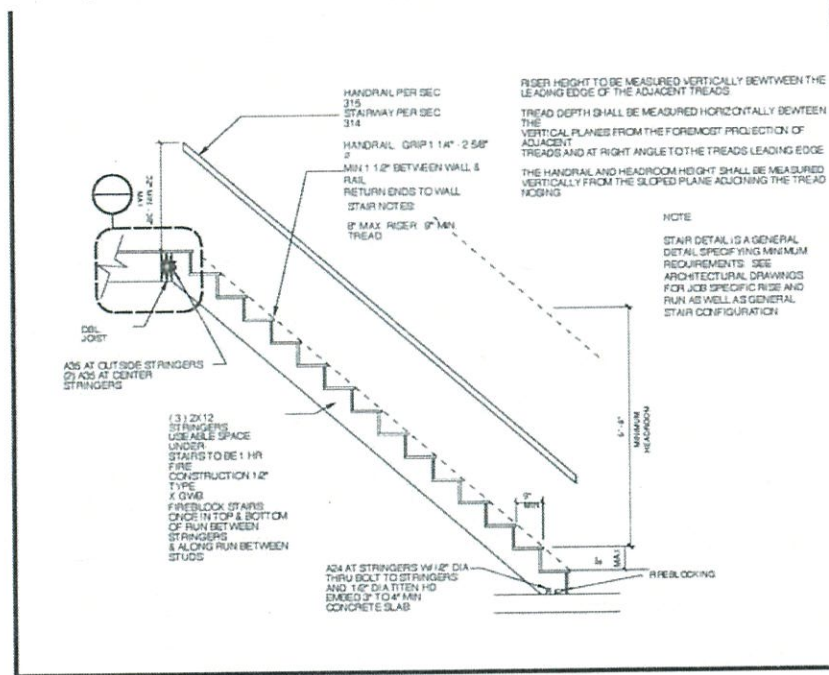 HANDRAIL PER SEC
315
STAIRWAY PER SEC
314
HANDRAIL GRIP 1 1/4" - 2 5/8"
ø
MIN 1 1/2" BETWEEN WALL &
RAIL
RETURN ENDS TO WALL
STAIR NOTES:
8" MAX RISER 9" MIN
TREAD
RISER HEIGHT TO BE MEASURED VERTICALLY BEWTWEEN THE
LEADING EDGE OF THE ADJACENT TREADS
TREAD DEPTH SHALL BE MEASURED HORIZONTALLY BEWTEEN
THE
VERTICAL PLANES FROM THE FOREMOST PROJECTION OF
ADJACENT
TREADS AND AT RIGHT ANGLE TO THE TREADS LEADING EDGE
THE HANDRAIL AND HEADROOM HEIGHT SHALL BE MEASURED
VERTICALLY FROM THE SLOPED PLANE ADJOINING THE TREAD
NOSING
NOTE
STAIR DETAIL IS A GENERAL
DETAIL SPECIFYING MINIMUM
REQUIREMENTS. SEE
ARCHITECTURAL DRAWINGS
FOR JOB SPECIFIC RISE AND
RUN AS WELL AS GENERAL
STAIR CONFIGURATION
MAX
DBL
JOIST
A35 AT OUTSIDE STRINGERS
(2) A35 AT CENTER
STRINGERS
(3) 2X12
STRINGERS
USEABLE SPACE
UNDER
STAIRS TO BE 1 HR
FIRE
CONSTRUCTION 1/2"
TYPE
X GWB
FIREBLOCK STAIRS
ONCE IN TOP & BOTTOM
OF RUN BETWEEN
STRINGERS
& ALONG RUN BETWEEN
STUDS
6'-8"
MINIMUM
HEADROOM
9"
MIN
8"
MAX
A24 AT STRINGERS W/ 1/2" DIA
THRU BOLT TO STRINGERS
AND 1/2" DIA TITEN HD
EMBED 3" TO 4" MIN
CONCRETE SLAB
FIREBLOCKING